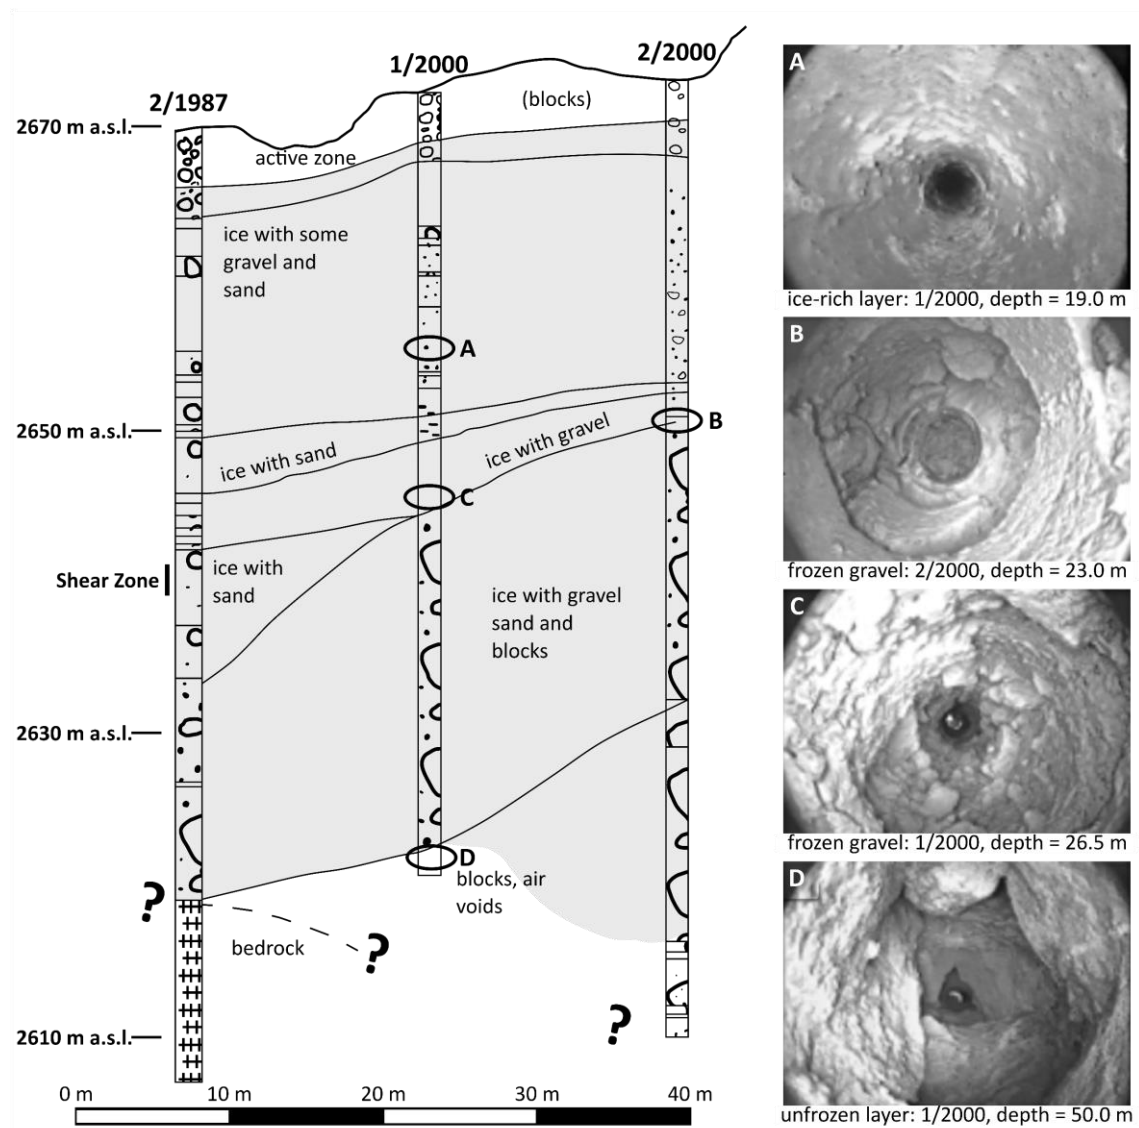 2/1987
1/2000
2/2000
2670 m a.s.l.
(blocks)
active zone
ice with some
gravel and
sand
A
2650 m a.s.l.
ice with sand
ice with gravel
B
C
Shear Zone
ice with
sand
ice with gravel
sand and
blocks
2630 m a.s.l.
D
blocks, air
voids
?
bedrock
?
?
2610 m a.s.l.
0 m
10 m
20 m
30 m
40 m
A
ice-rich layer: 1/2000, depth = 19.0 m
B
frozen gravel: 2/2000, depth = 23.0 m
C
frozen gravel: 1/2000, depth = 26.5 m
D
unfrozen layer: 1/2000, depth = 50.0 m